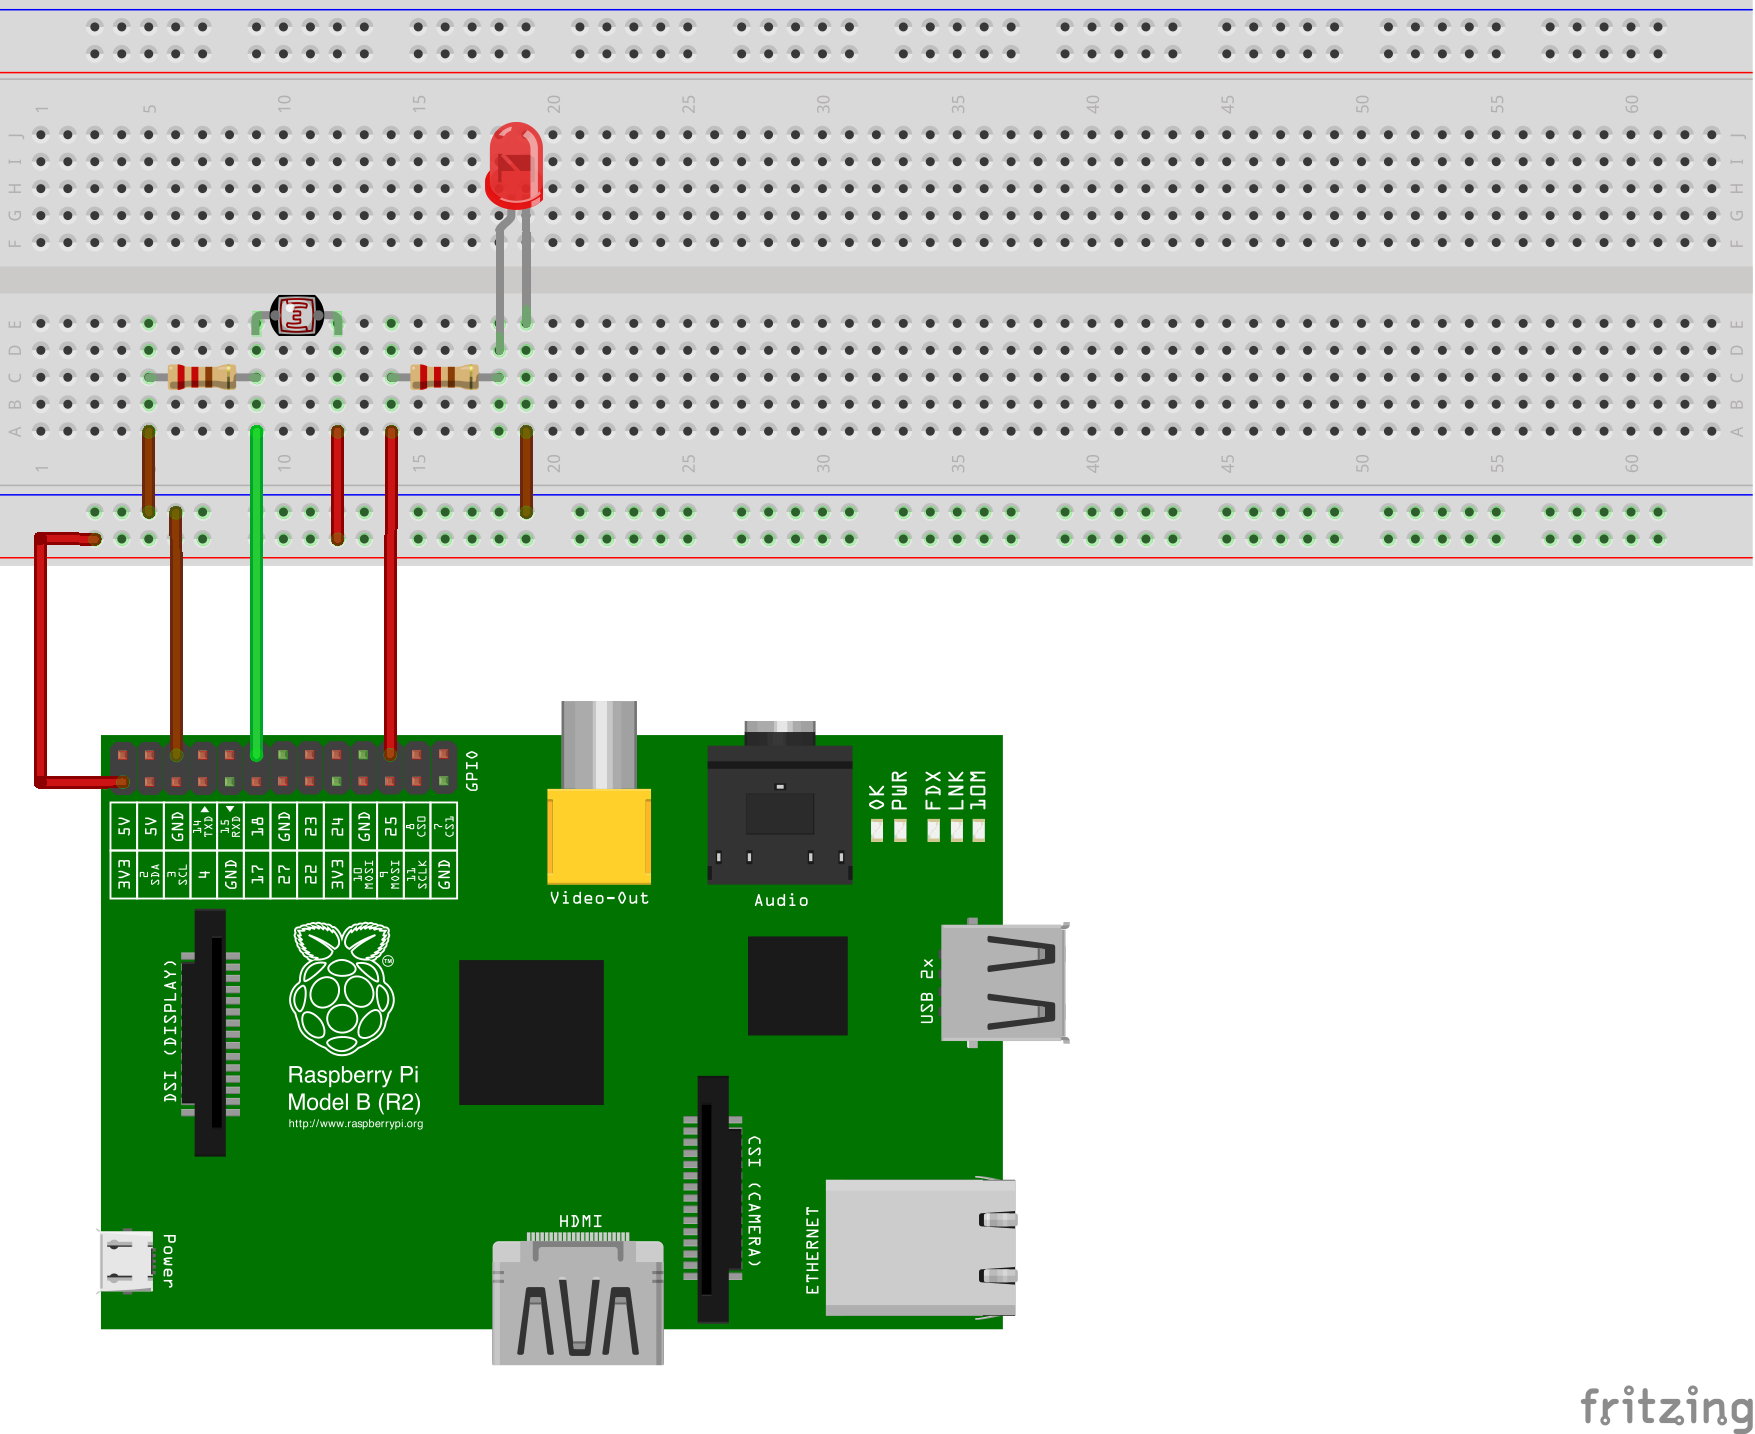 1 5 10 15 20 25 30 35 40 45 50 55 60
J J
I I
H H
G G
F F
E E
D D
C C
B B
A A
1 10 15 20 25 30 35 40 45 50 55 60
GPIO
5V 5V GND 14 TXD 15 RXD 18 GND 23 24 GND 25 8 CS0 7 CS1
3V3 2 SDA 3 SCL 4 GND 17 27 22 3V3 10 MOSI 9 MOSI 11 SCLK GND
Video-Out
Audio
OK PWR FDX LNK 10M
DSI (DISPLAY)
TM
Raspberry Pi
Model B (R2)
http://www.raspberrypi.org
USB 2x
CSI (CAMERA)
Power
HDMI
ETHERNET
fritzing